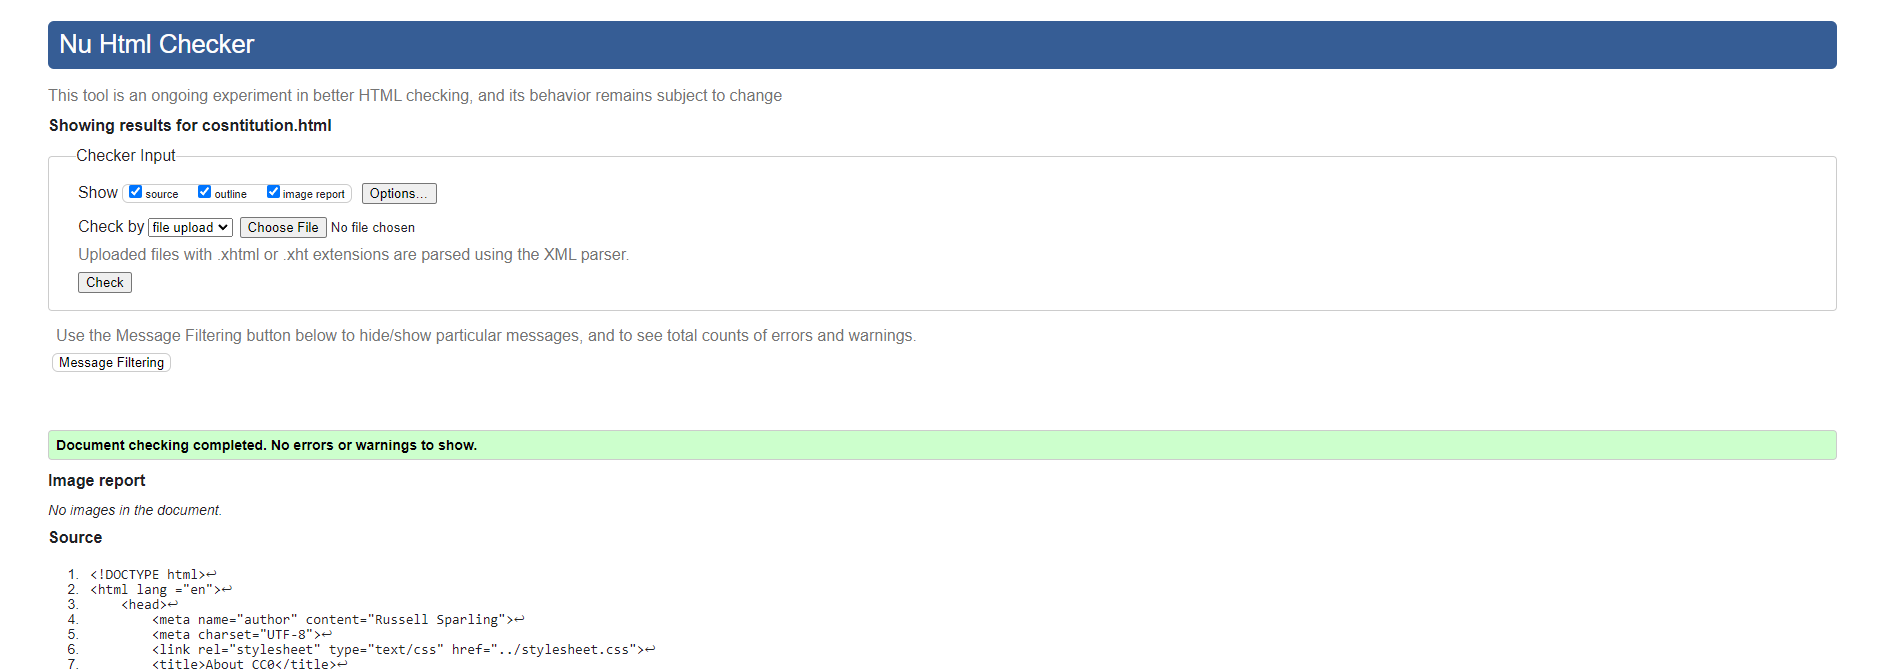 Nu Html Checker
This tool is an ongoing experiment in better HTML checking, and its behavior remains subject to change
Showing results for cosntitution.html
Checker Input
Show source outline image report Options...
Check by file upload Choose File No file chosen
Uploaded files with .xhtml or .xht extensions are parsed using the XML parser.
Check
Use the Message Filtering button below to hide/show particular messages, and to see total counts of errors and warnings.
Message Filtering
Document checking completed. No errors or warnings to show.
Image report
No images in the document.
Source
1. <!DOCTYPE html>↩
2. <html lang ="en">↩
3. <head>↩
4. <meta name="author" content="Russell Sparling">↩
5. <meta charset="UTF-8">↩
6. <link rel="stylesheet" type="text/css" href="../stylesheet.css">↩
7. <title>About CC0</title>↩